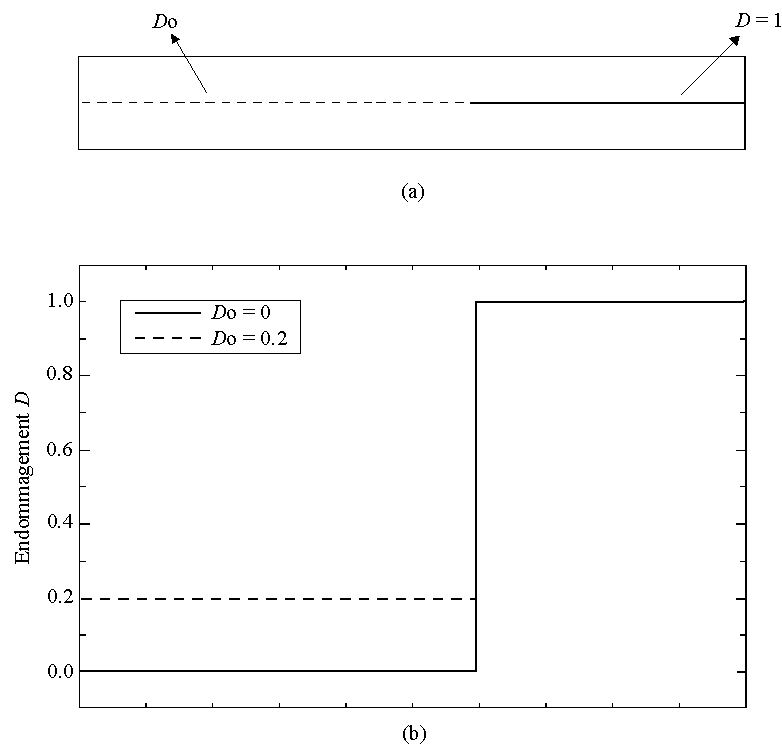 Do
D = 1
(a)
1.0
Do = 0
Do = 0.2
0.8
0.6
0.4
0.2
0.0
Endommagement D
(b)